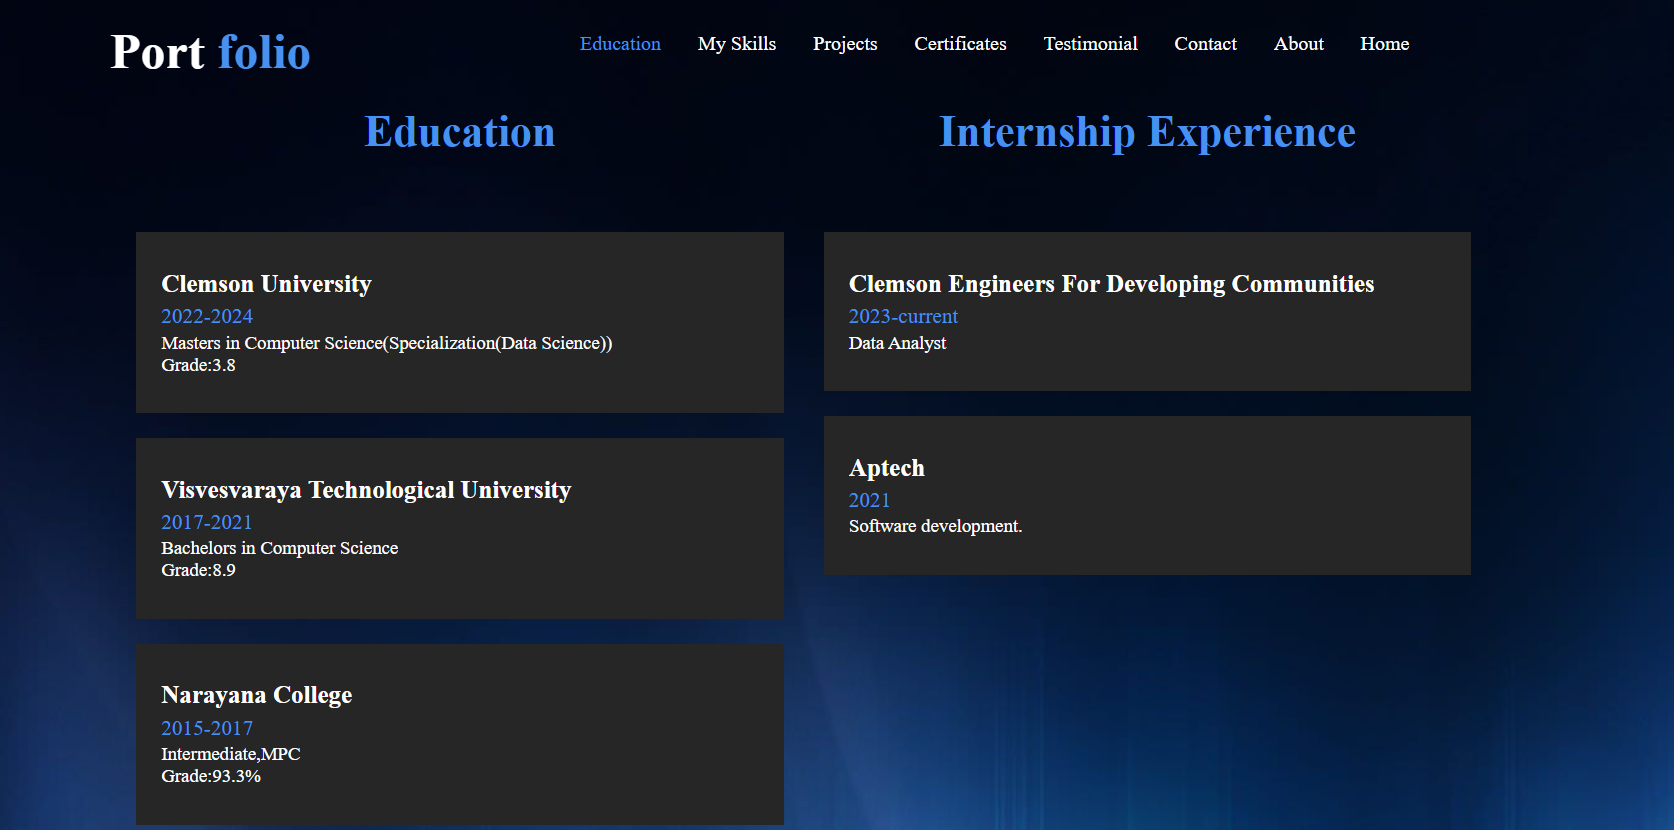 Port folio
Education My Skills Projects Certificates Testimonial Contact About Home
Education
Clemson University
2022-2024
Masters in Computer Science(Specialization(Data Science))
Grade:3.8
Visvesvaraya Technological University
2017-2021
Bachelors in Computer Science
Grade:8.9
Narayana College
2015-2017
Intermediate,MPC
Grade:93.3%
Internship Experience
Clemson Engineers For Developing Communities
2023-current
Data Analyst
Aptech
2021
Software development.